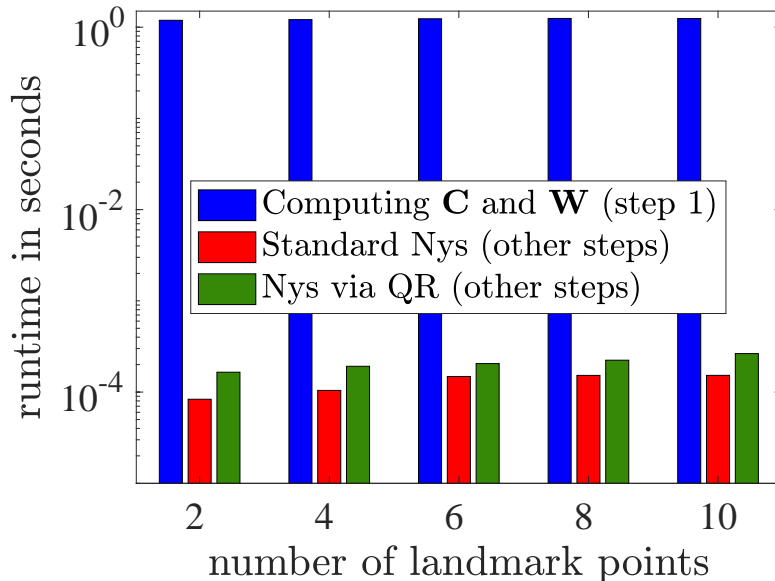 10^0
10^-2
10^-4
runtime in seconds
Computing C and W (step 1)
Standard Nys (other steps)
Nys via QR (other steps)
2 4 6 8 10
number of landmark points